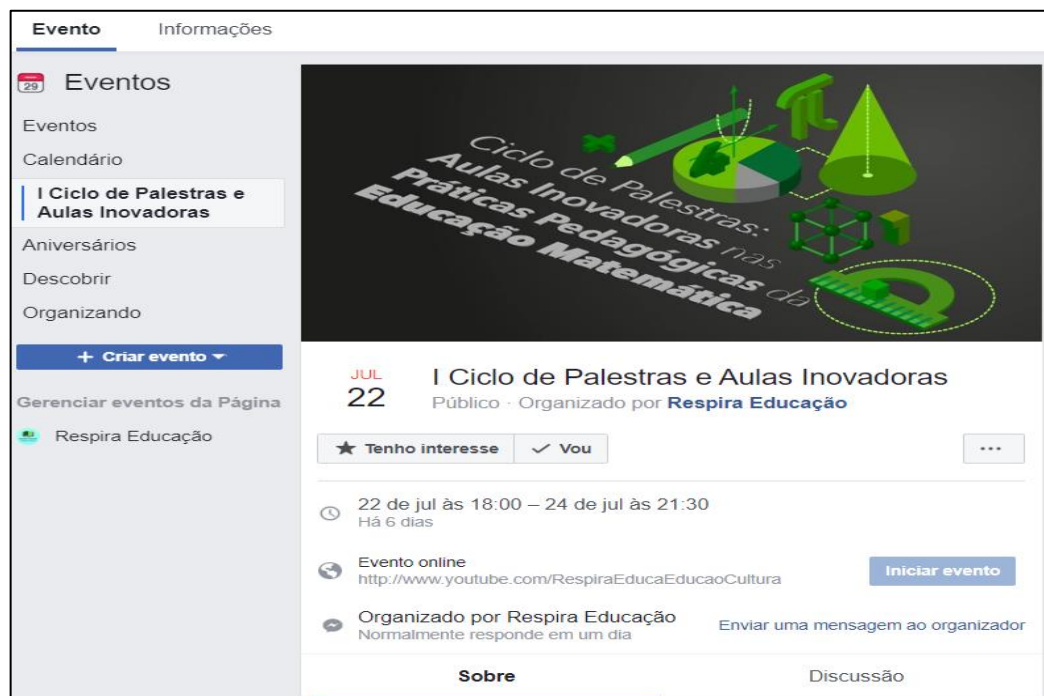 Evento Informações
29
Eventos
Eventos
Calendário
I Ciclo de Palestras e
Aulas Inovadoras
Aniversários
Descobrir
Organizando
+ Criar evento
Gerenciar eventos da Página
Respira Educação
Ciclo de Palestras:
Aulas Inovadoras nas
Práticas Pedagógicas da
Educação Matemática
JUL
22
I Ciclo de Palestras e Aulas Inovadoras
Público · Organizado por Respira Educação
Tenho interesse Vou ...
22 de jul às 18:00 – 24 de jul às 21:30
Há 6 dias
Evento online
http://www.youtube.com/RespiraEducaEducaoCultura
Iniciar evento
Organizado por Respira Educação
Normalmente responde em um dia
Enviar uma mensagem ao organizador
Sobre Discussão